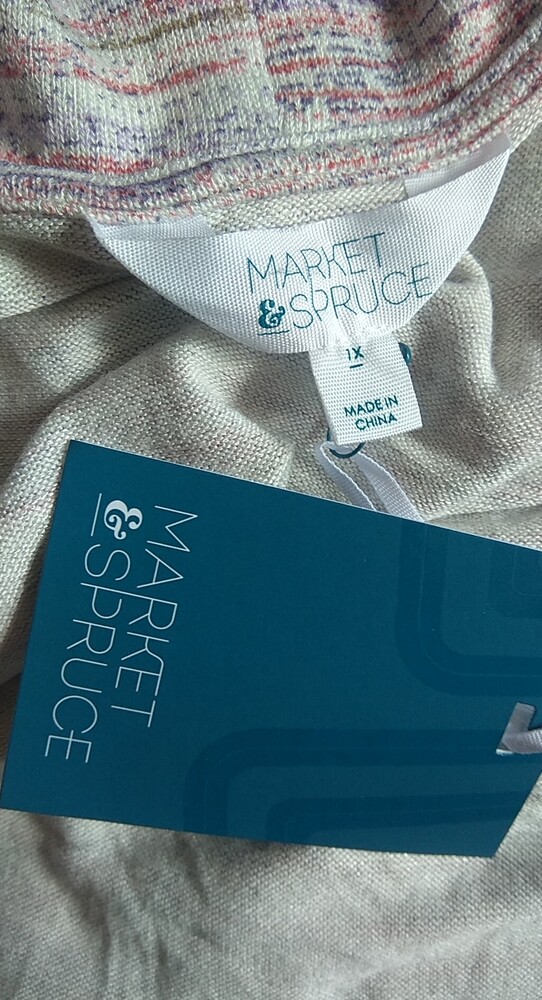 MARKET
&SPRUCE
1X
MADE IN
CHINA
MARKET
&SPRUCE